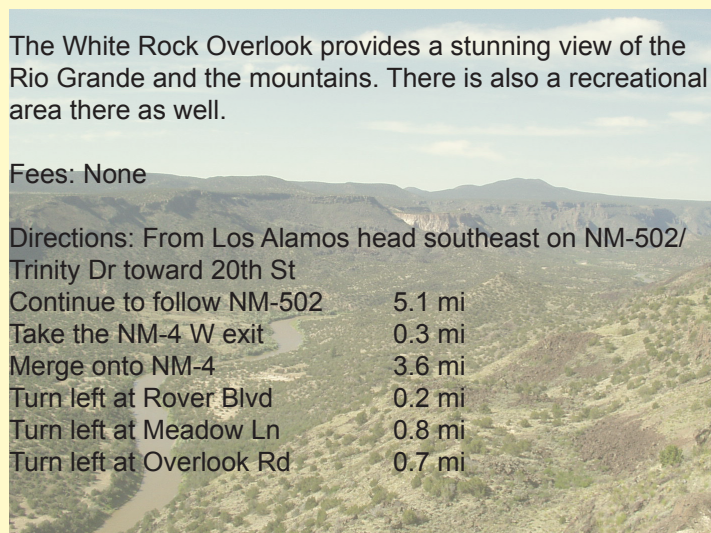 The White Rock Overlook provides a stunning view of the
Rio Grande and the mountains. There is also a recreational
area there as well.
Fees: None
Directions: From Los Alamos head southeast on NM-502/
Trinity Dr toward 20th St
Continue to follow NM-502 5.1 mi
Take the NM-4 W exit 0.3 mi
Merge onto NM-4 3.6 mi
Turn left at Rover Blvd 0.2 mi
Turn left at Meadow Ln 0.8 mi
Turn left at Overlook Rd 0.7 mi